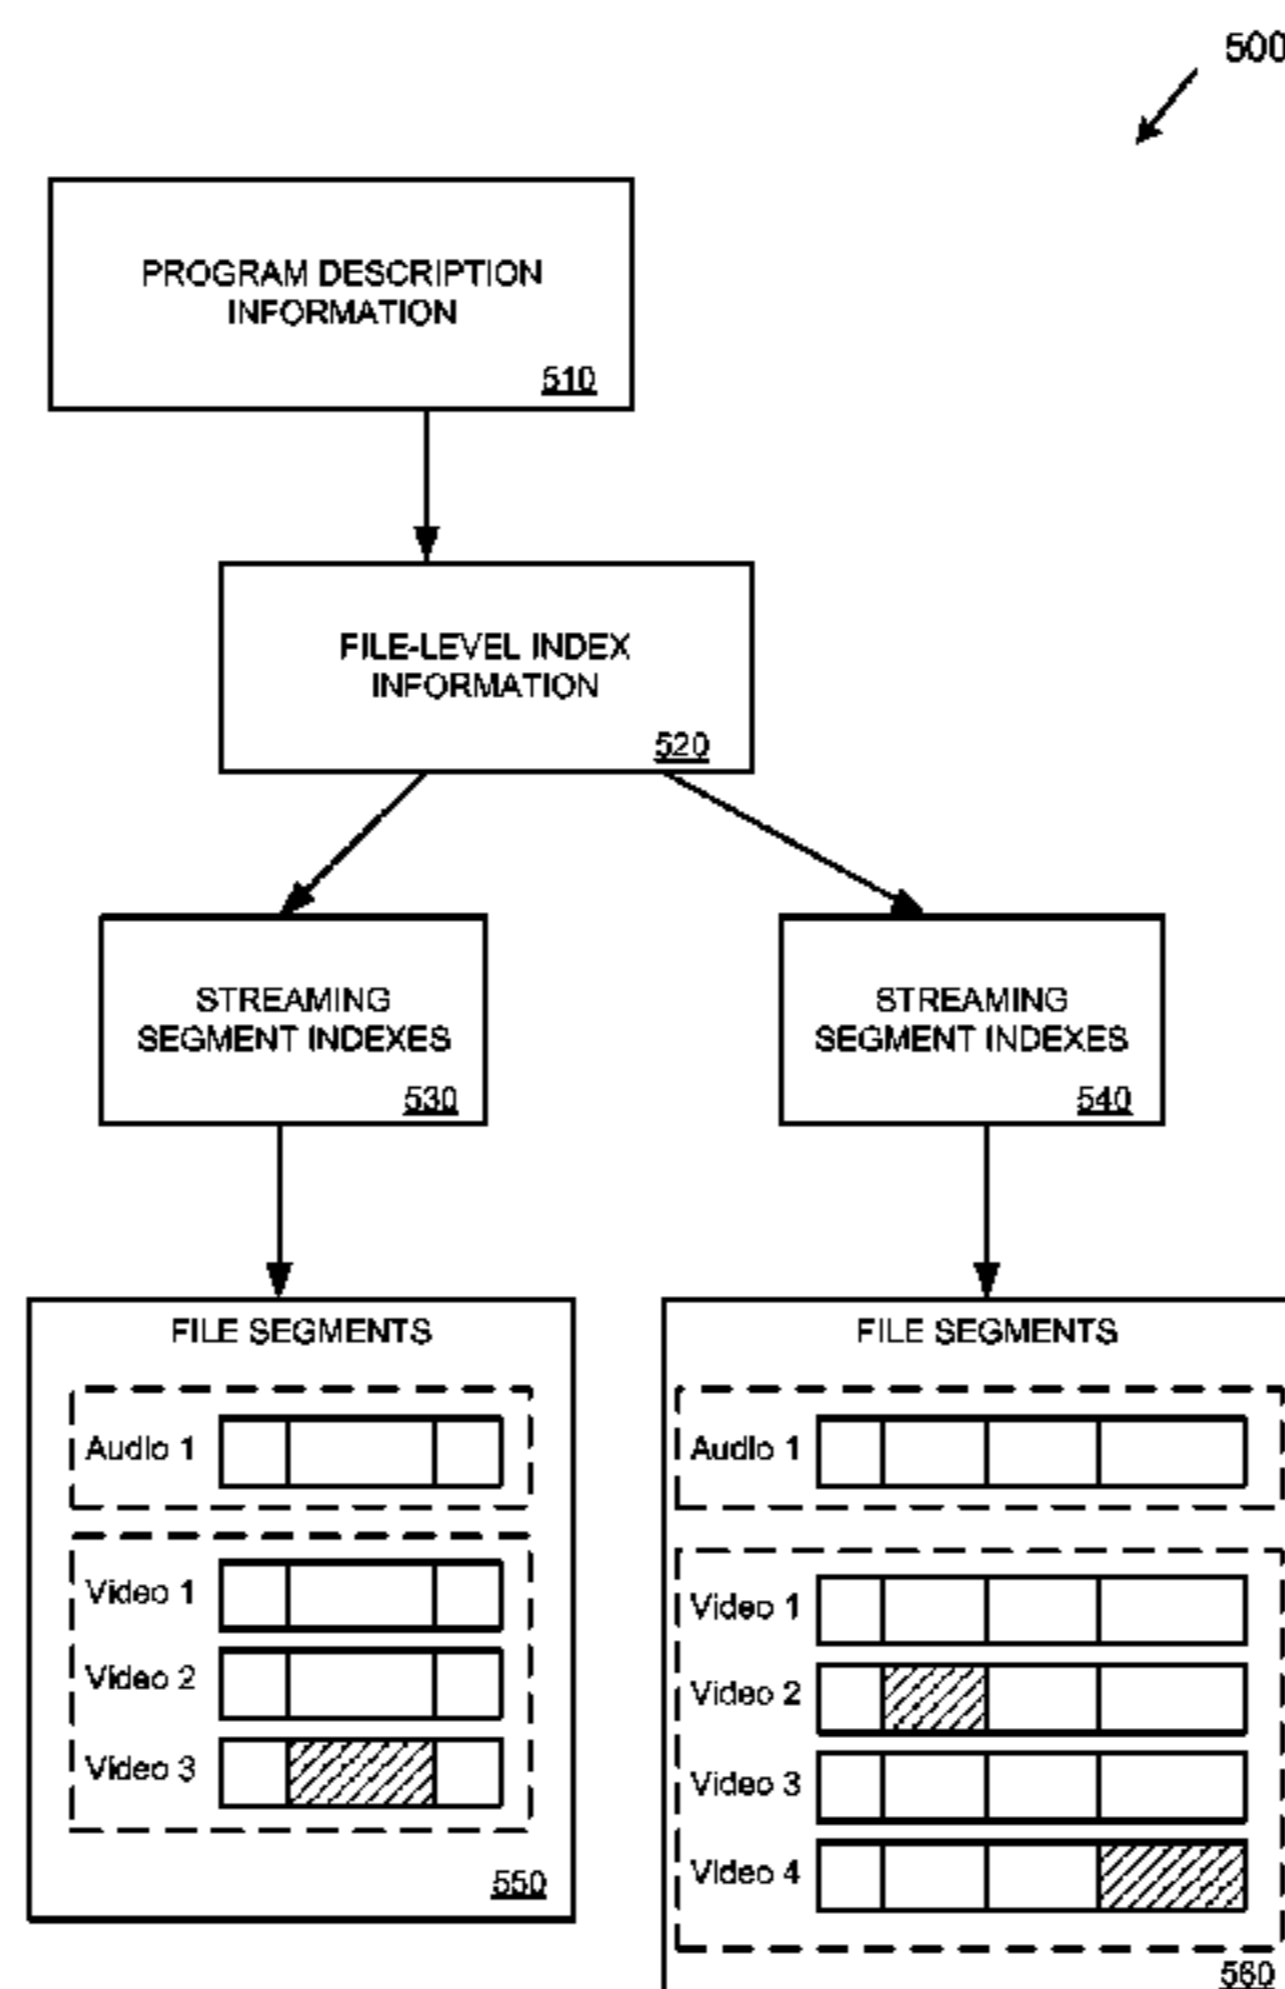 500
PROGRAM DESCRIPTION
INFORMATION
510
FILE-LEVEL INDEX
INFORMATION
520
STREAMING
SEGMENT INDEXES
530
STREAMING
SEGMENT INDEXES
540
FILE SEGMENTS
Audio 1
Video 1
Video 2
Video 3
550
FILE SEGMENTS
Audio 1
Video 1
Video 2
Video 3
Video 4
560